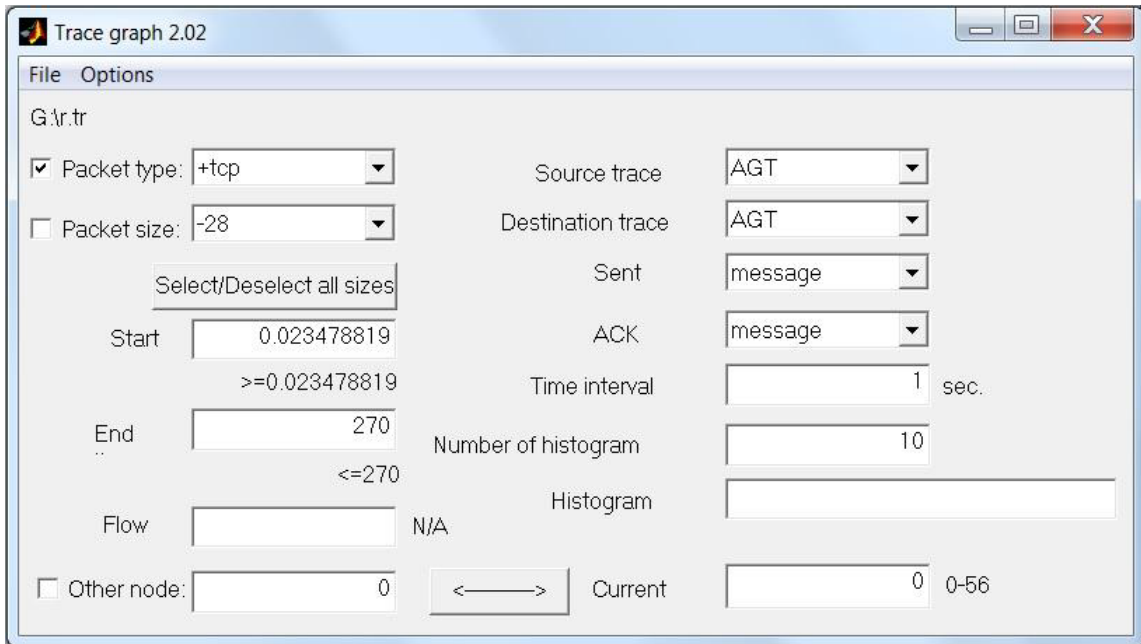 Trace graph 2.02
File Options
G:\r.tr
Packet type: +tcp Source trace AGT
Packet size: -28 Destination trace AGT
Select/Deselect all sizes Sent message
Start 0.023478819 ACK message
>=0.023478819 Time interval 1 sec.
End 270 Number of histogram 10
<=270
Histogram
Flow N/A
Other node: 0 <———> Current 0 0-56